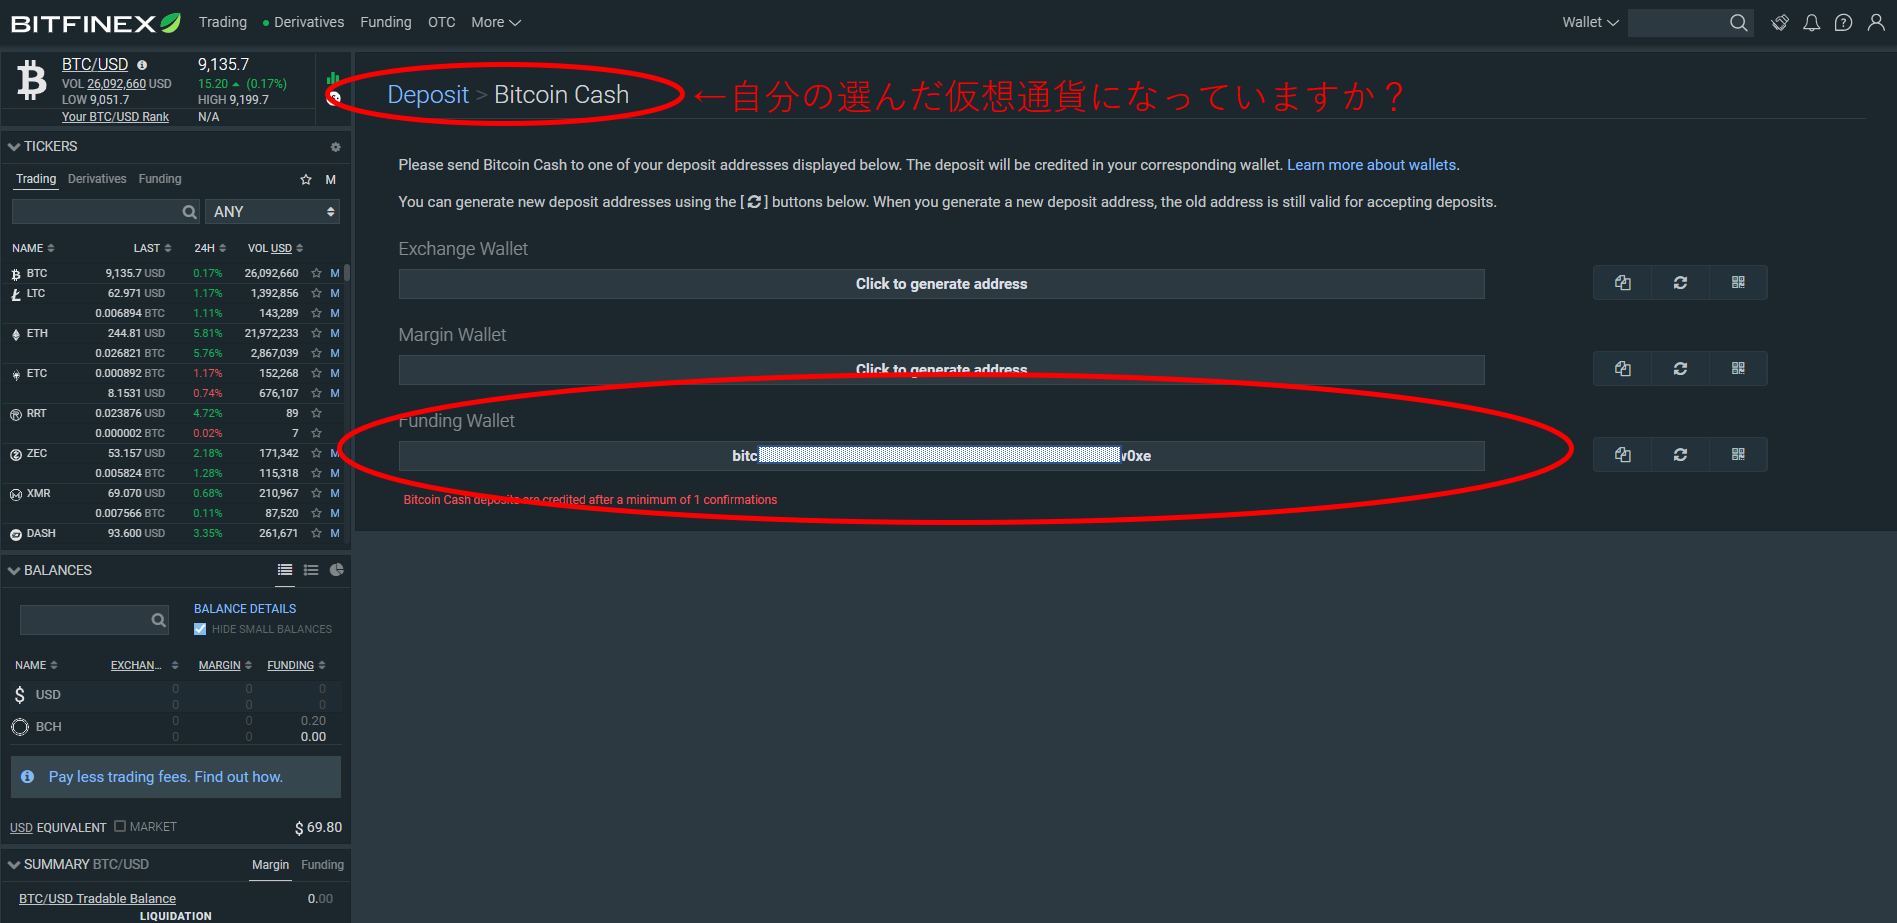 BITFINEX
Trading Derivatives Funding OTC More
Wallet
BTC/USD 9,135.7
VOL 26,092,660 USD 15.20 (0.17%)
LOW 9,051.7 HIGH 9,199.7
Your BTC/USD Rank N/A
TICKERS
Trading Derivatives Funding M
ANY
NAME LAST 24H VOL USD
BTC 9,135.7 USD 0.17% 26,092,660 M
LTC 62.971 USD 1.17% 1,392,856 M
0.006894 BTC 1.11% 143,289 M
ETH 244.81 USD 5.81% 21,972,233 M
0.026821 BTC 5.76% 2,867,039 M
ETC 0.000892 BTC 1.17% 152,268 M
8.1531 USD 0.74% 676,107 M
RRT 0.023876 USD 4.72% 89
0.000002 BTC 0.02% 7
ZEC 53.157 USD 2.18% 171,342 M
0.005824 BTC 1.28% 115,318 M
XMR 69.070 USD 0.68% 210,967 M
0.007566 BTC 0.11% 87,520 M
DASH 93.600 USD 3.35% 261,671 M
BALANCES
BALANCE DETAILS
HIDE SMALL BALANCES
NAME EXCHAN... MARGIN FUNDING
USD 0 0 0
0 0 0
BCH 0 0 0.20
0 0 0.00
Pay less trading fees. Find out how.
USD EQUIVALENT MARKET $ 69.80
SUMMARY BTC/USD Margin Funding
BTC/USD Tradable Balance 0.00
LIQUIDATION
Deposit > Bitcoin Cash ←自分の選んだ仮想通貨になっていますか？
Please send Bitcoin Cash to one of your deposit addresses displayed below. The deposit will be credited in your corresponding wallet. Learn more about wallets.
You can generate new deposit addresses using the [ ] buttons below. When you generate a new deposit address, the old address is still valid for accepting deposits.
Exchange Wallet
Click to generate address
Margin Wallet
Click to generate address
Funding Wallet
bitc v0xe
Bitcoin Cash deposits are credited after a minimum of 1 confirmations